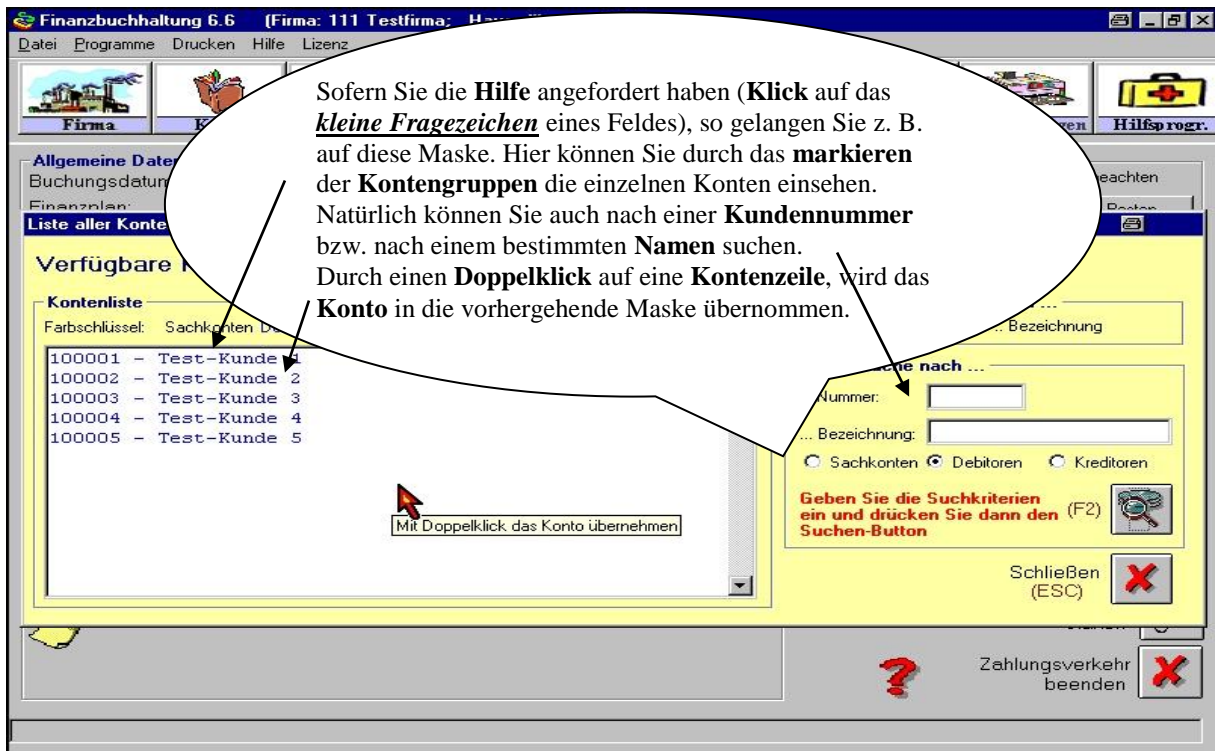 Finanzbuchhaltung 6.6 (Firma: 111 Testfirma;
Datei Programme Drucken Hilfe Lizenz
Firma
Hilfsprogr.
Sofern Sie die Hilfe angefordert haben (Klick auf das
kleine Fragezeichen eines Feldes), so gelangen Sie z. B.
auf diese Maske. Hier können Sie durch das markieren
der Kontengruppen die einzelnen Konten einsehen.
Natürlich können Sie auch nach einer Kundennummer
bzw. nach einem bestimmten Namen suchen.
Durch einen Doppelklick auf eine Kontenzeile, wird das
Konto in die vorhergehende Maske übernommen.
Allgemeine Daten
Buchungsdatum
Finanzplan:
Liste aller Konten
Verfügbare
Kontenliste
Farbschlüssel: Sachkonten
100001 - Test-Kunde 1
100002 - Test-Kunde 2
100003 - Test-Kunde 3
100004 - Test-Kunde 4
100005 - Test-Kunde 5
Mit Doppelklick das Konto übernehmen
... Bezeichnung
nach ...
Nummer:
... Bezeichnung:
Sachkonten Debitoren Kreditoren
Geben Sie die Suchkriterien
ein und drücken Sie dann den (F2)
Suchen-Button
Schließen
(ESC)
Zahlungsverkehr
beenden